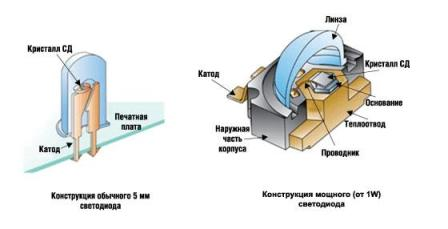 Кристалл СД
Печатная
плата
Катод
Конструкция обычного 5 мм
светодиода
Линза
Кристалл СД
Катод
Основание
Теплоотвод
Наружная
часть
корпуса
Проводник
Конструкция мощного (от 1W)
светодиода